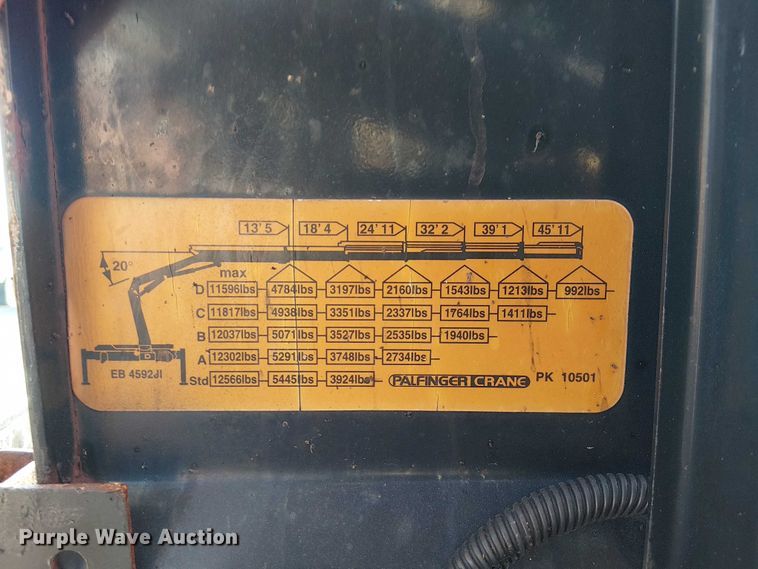 13' 5 18' 4 24' 11 32' 2 39' 1 45' 11
20°
max
D 11596lbs 4784lbs 3197lbs 2160lbs 1543lbs 1213lbs 992lbs
C 11817lbs 4938lbs 3351lbs 2337lbs 1764lbs 1411lbs
B 12037lbs 5071lbs 3527lbs 2535lbs 1940lbs
A 12302lbs 5291lbs 3748lbs 2734lbs
Std 12566lbs 5445lbs 3924lbs PALFINGER CRANE PK 10501
EB 4592JI
Purple Wave Auction